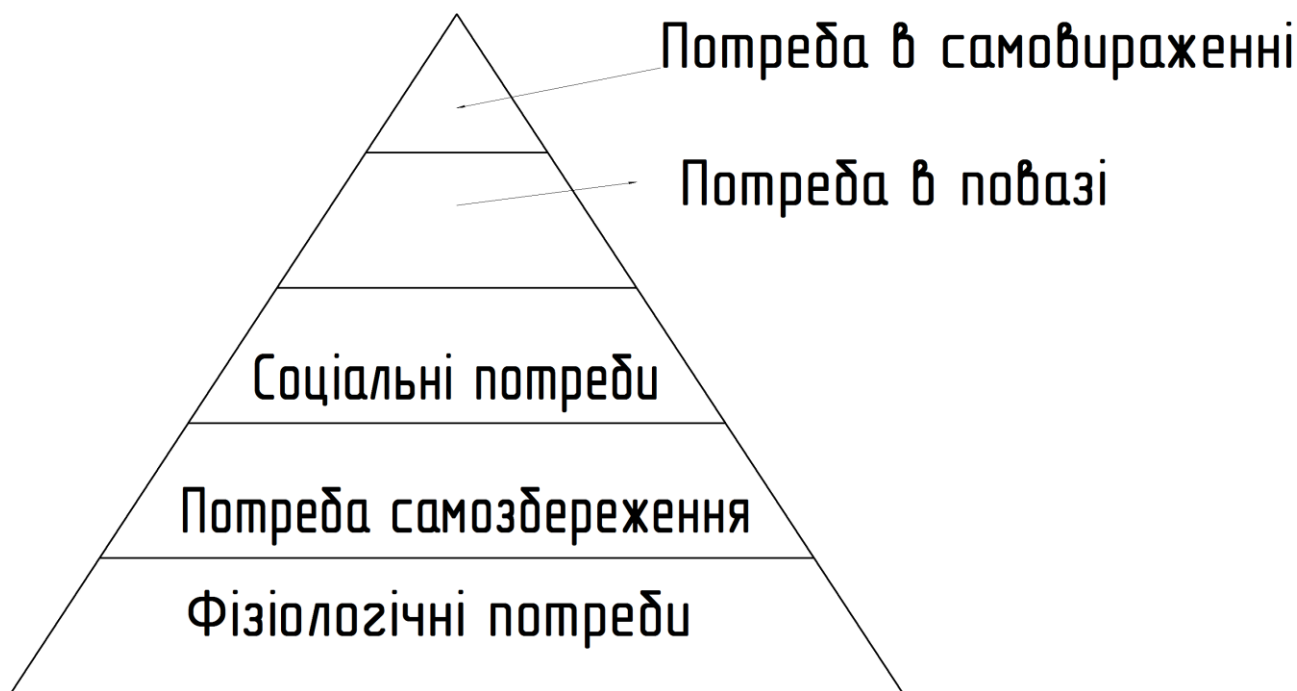 Потреба в самовираженні
Потреба в повазі
Соціальні потреби
Потреба самозбереження
Фізіологічні потреби